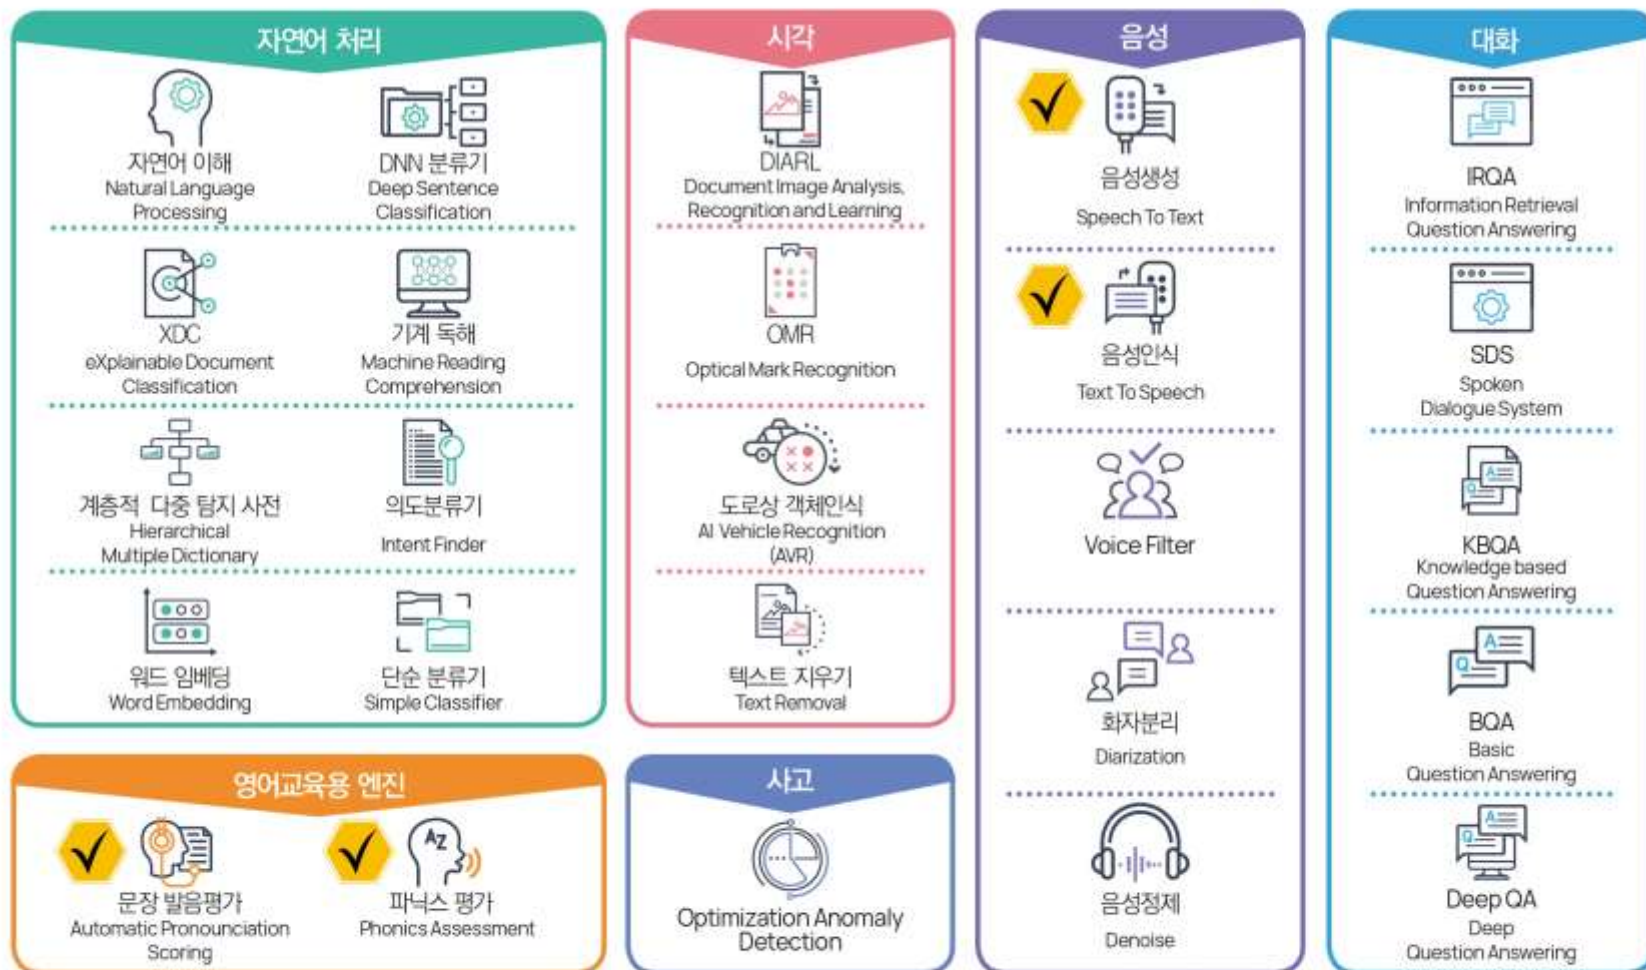 자연어 처리
자연어 이해
Natural Language
Processing
DNN 분류기
Deep Sentence
Classification
XDC
eXplainable Document
Classification
기계 독해
Machine Reading
Comprehension
계층적 다중 탐지 사전
Hierarchical
Multiple Dictionary
의도분류기
Intent Finder
워드 임베딩
Word Embedding
단순 분류기
Simple Classifier
시각
DIARL
Document Image Analysis,
Recognition and Learning
OMR
Optical Mark Recognition
도로상 객체인식
AI Vehicle Recognition
(AVR)
텍스트 지우기
Text Removal
음성
음성생성
Speech To Text
음성인식
Text To Speech
Voice Filter
화자분리
Diarization
음성정제
Denoise
대화
IRQA
Information Retrieval
Question Answering
SDS
Spoken
Dialogue System
Q
A
KBQA
Knowledge based
Question Answering
Q
A
BQA
Basic
Question Answering
Q
A
Deep QA
Deep
Question Answering
영어교육용 엔진
문장 발음평가
Automatic Pronounciation
Scoring
AZ
파닉스 평가
Phonics Assessment
사고
Optimization Anomaly
Detection